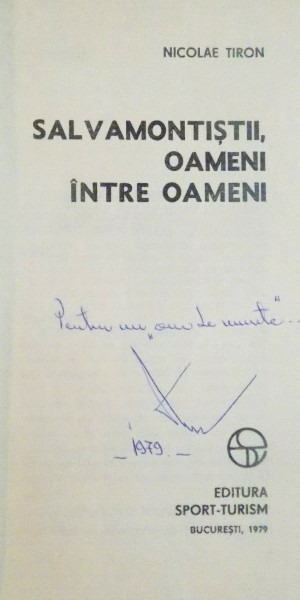 NICOLAE TIRON
SALVAMONTIȘTII,
OAMENI
ÎNTRE OAMENI
Pentru un „om de munte"...
_ 1979. _
EDITURA
SPORT-TURISM
BUCUREȘTI, 1979